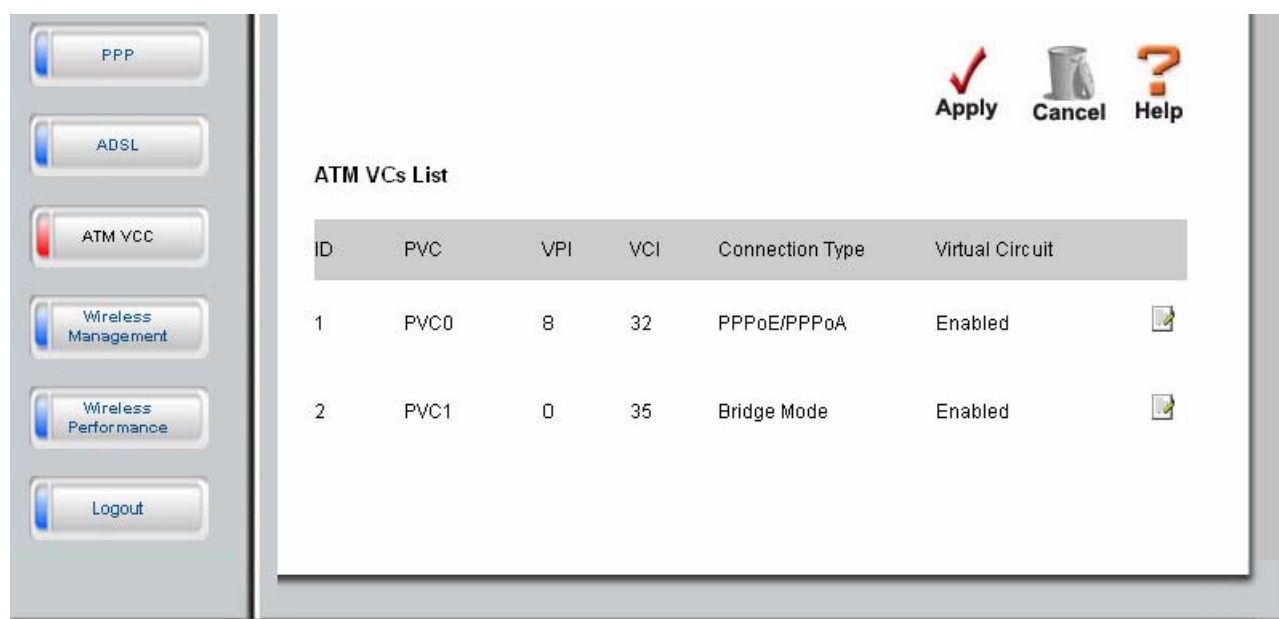 PPP
ADSL
ATM VCC
Wireless
Management
Wireless
Performance
Logout
Apply Cancel Help
ATM VCs List
ID PVC VPI VCI Connection Type Virtual Circuit
1 PVC0 8 32 PPPoE/PPPoA Enabled
2 PVC1 0 35 Bridge Mode Enabled